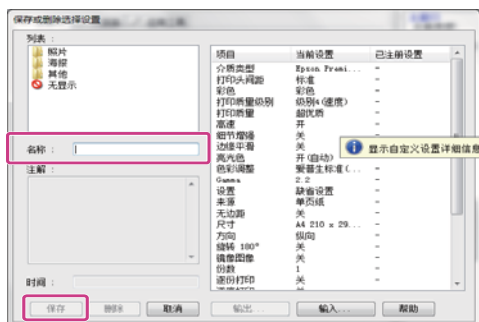 保存或删除选择设置
列表：
照片
海报
其他
无显示
名称：
注解：
时间：
项目 当前设置 已注册设置
介质类型 Epson Premi... -
打印头间距 标准 -
彩色 彩色 -
打印质量级别 级别4(速度) -
打印质量 超优质 -
高速 开 -
细节增强 关 -
边缘平滑 关
亮光色 开(自动)
色彩调整 爱普生标准(... -
Gamma 2.2 -
设置 缺省设置 -
来源 单页纸 -
无边距 关 -
尺寸 A4 210 x 29... -
方向 纵向 -
旋转 180° 关 -
镜像图像 关 -
份数 1 -
逐份打印 关 -
显示自定义设置详细信息
保存 删除 取消 输出... 输入... 帮助